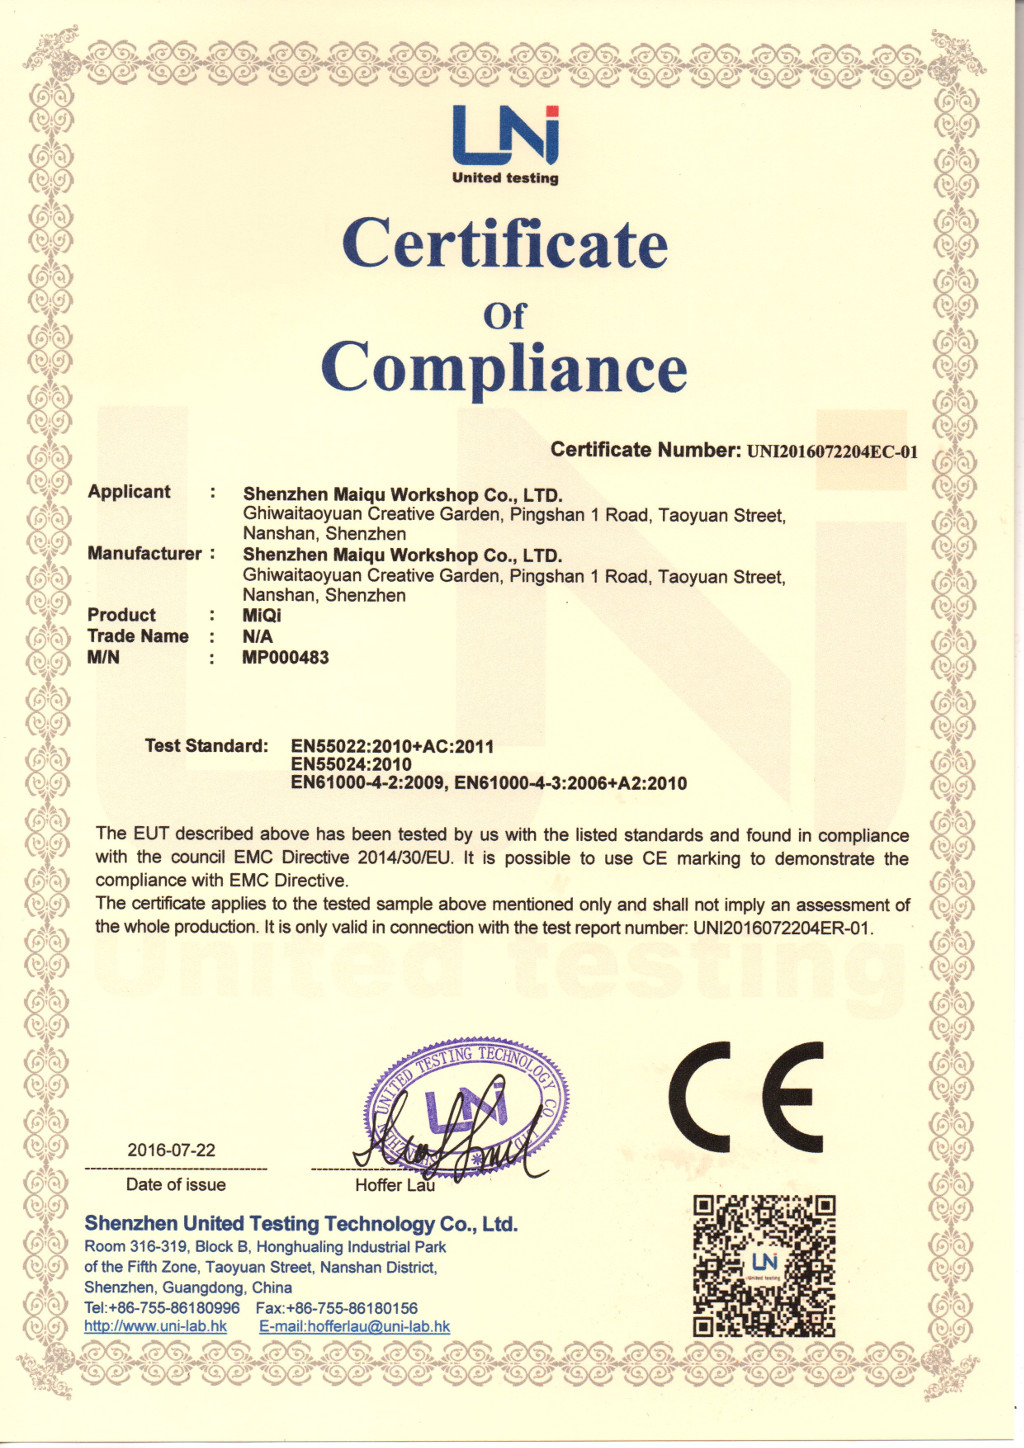 LNi
United testing
Certificate
Of
Compliance
Certificate Number: UNI2016072204EC-01
Applicant : Shenzhen Maiqu Workshop Co., LTD.
Ghiwaitaoyuan Creative Garden, Pingshan 1 Road, Taoyuan Street,
Nanshan, Shenzhen
Manufacturer : Shenzhen Maiqu Workshop Co., LTD.
Ghiwaitaoyuan Creative Garden, Pingshan 1 Road, Taoyuan Street,
Nanshan, Shenzhen
Product : MiQi
Trade Name : N/A
M/N : MP000483
Test Standard: EN55022:2010+AC:2011
EN55024:2010
EN61000-4-2:2009, EN61000-4-3:2006+A2:2010
The EUT described above has been tested by us with the listed standards and found in compliance
with the council EMC Directive 2014/30/EU. It is possible to use CE marking to demonstrate the
compliance with EMC Directive.
The certificate applies to the tested sample above mentioned only and shall not imply an assessment of
the whole production. It is only valid in connection with the test report number: UNI2016072204ER-01.
United testing
SHENZHEN UNITED TESTING TECHNOLOGY CO., LTD
LNi
CE
2016-07-22
Date of issue
Hoffer Lau
Shenzhen United Testing Technology Co., Ltd.
Room 316-319, Block B, Honghualing Industrial Park
of the Fifth Zone, Taoyuan Street, Nanshan District,
Shenzhen, Guangdong, China
Tel:+86-755-86180996 Fax:+86-755-86180156
http://www.uni-lab.hk E-mail:hofferlau@uni-lab.hk
LNi
United testing